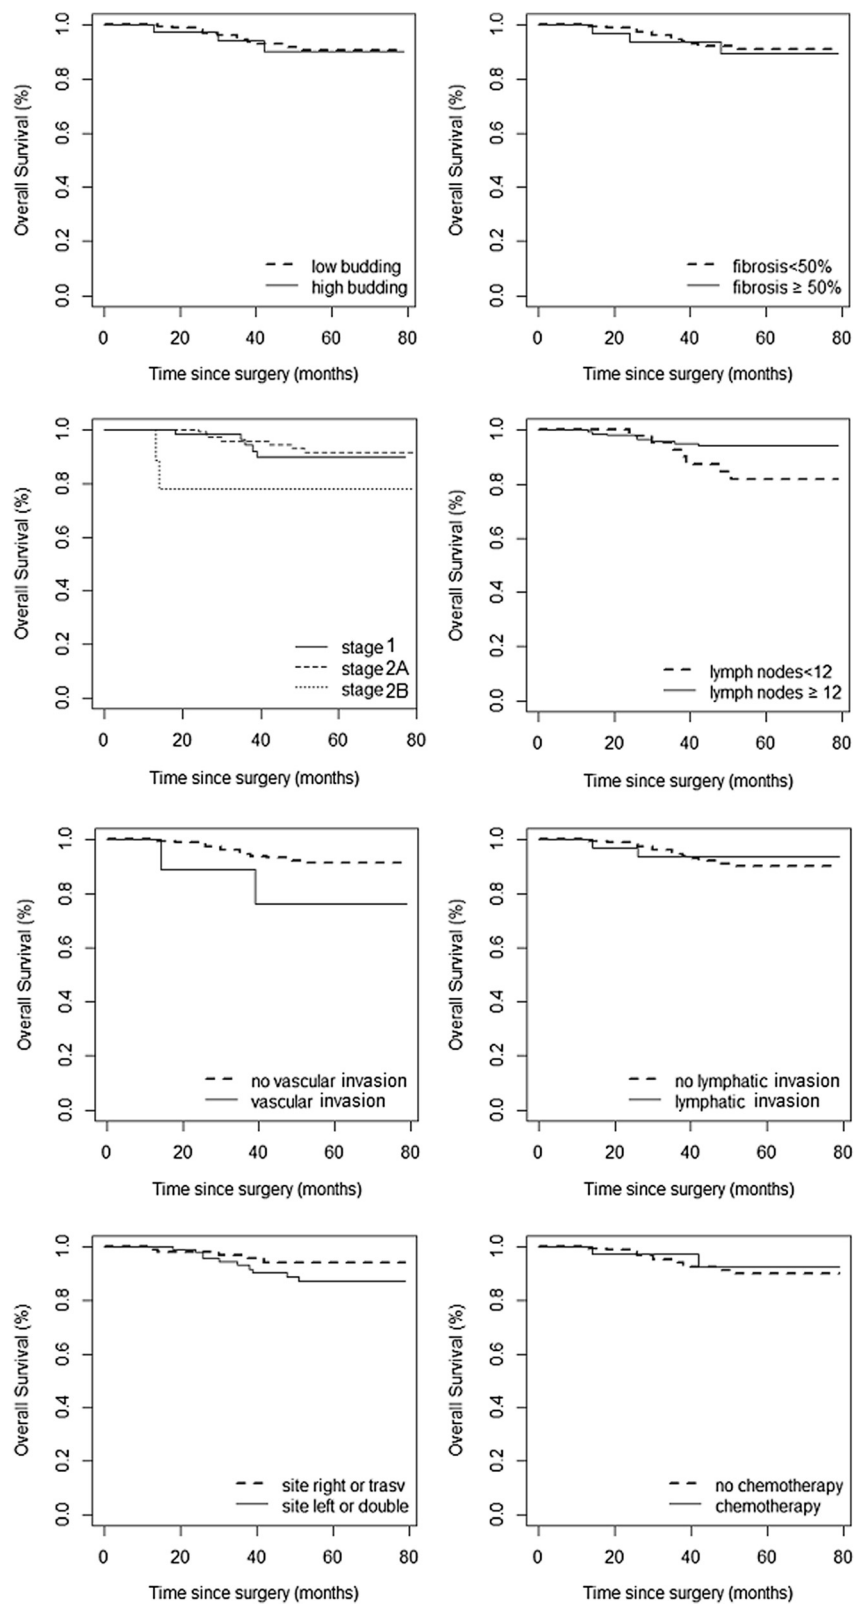 Overall Survival (%)
1.0
0.8
0.6
0.4
0.2
0.0
low budding
high budding
0 20 40 60 80
Time since surgery (months)
Overall Survival (%)
1.0
0.8
0.6
0.4
0.2
0.0
fibrosis<50%
fibrosis ≥ 50%
0 20 40 60 80
Time since surgery (months)
Overall Survival (%)
1.0
0.8
0.6
0.4
0.2
0.0
stage 1
stage 2A
stage 2B
0 20 40 60 80
Time since surgery (months)
Overall Survival (%)
1.0
0.8
0.6
0.4
0.2
0.0
lymph nodes<12
lymph nodes ≥ 12
0 20 40 60 80
Time since surgery (months)
Overall Survival (%)
1.0
0.8
0.6
0.4
0.2
0.0
no vascular invasion
vascular invasion
0 20 40 60 80
Time since surgery (months)
Overall Survival (%)
1.0
0.8
0.6
0.4
0.2
0.0
no lymphatic invasion
lymphatic invasion
0 20 40 60 80
Time since surgery (months)
Overall Survival (%)
1.0
0.8
0.6
0.4
0.2
0.0
site right or trasv
site left or double
0 20 40 60 80
Time since surgery (months)
Overall Survival (%)
1.0
0.8
0.6
0.4
0.2
0.0
no chemotherapy
chemotherapy
0 20 40 60 80
Time since surgery (months)